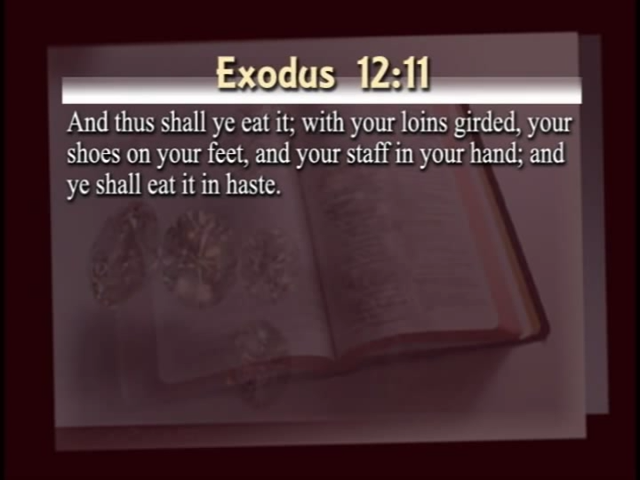 Exodus 12:11
And thus shall ye eat it; with your loins girded, your
shoes on your feet, and your staff in your hand; and
ye shall eat it in haste.